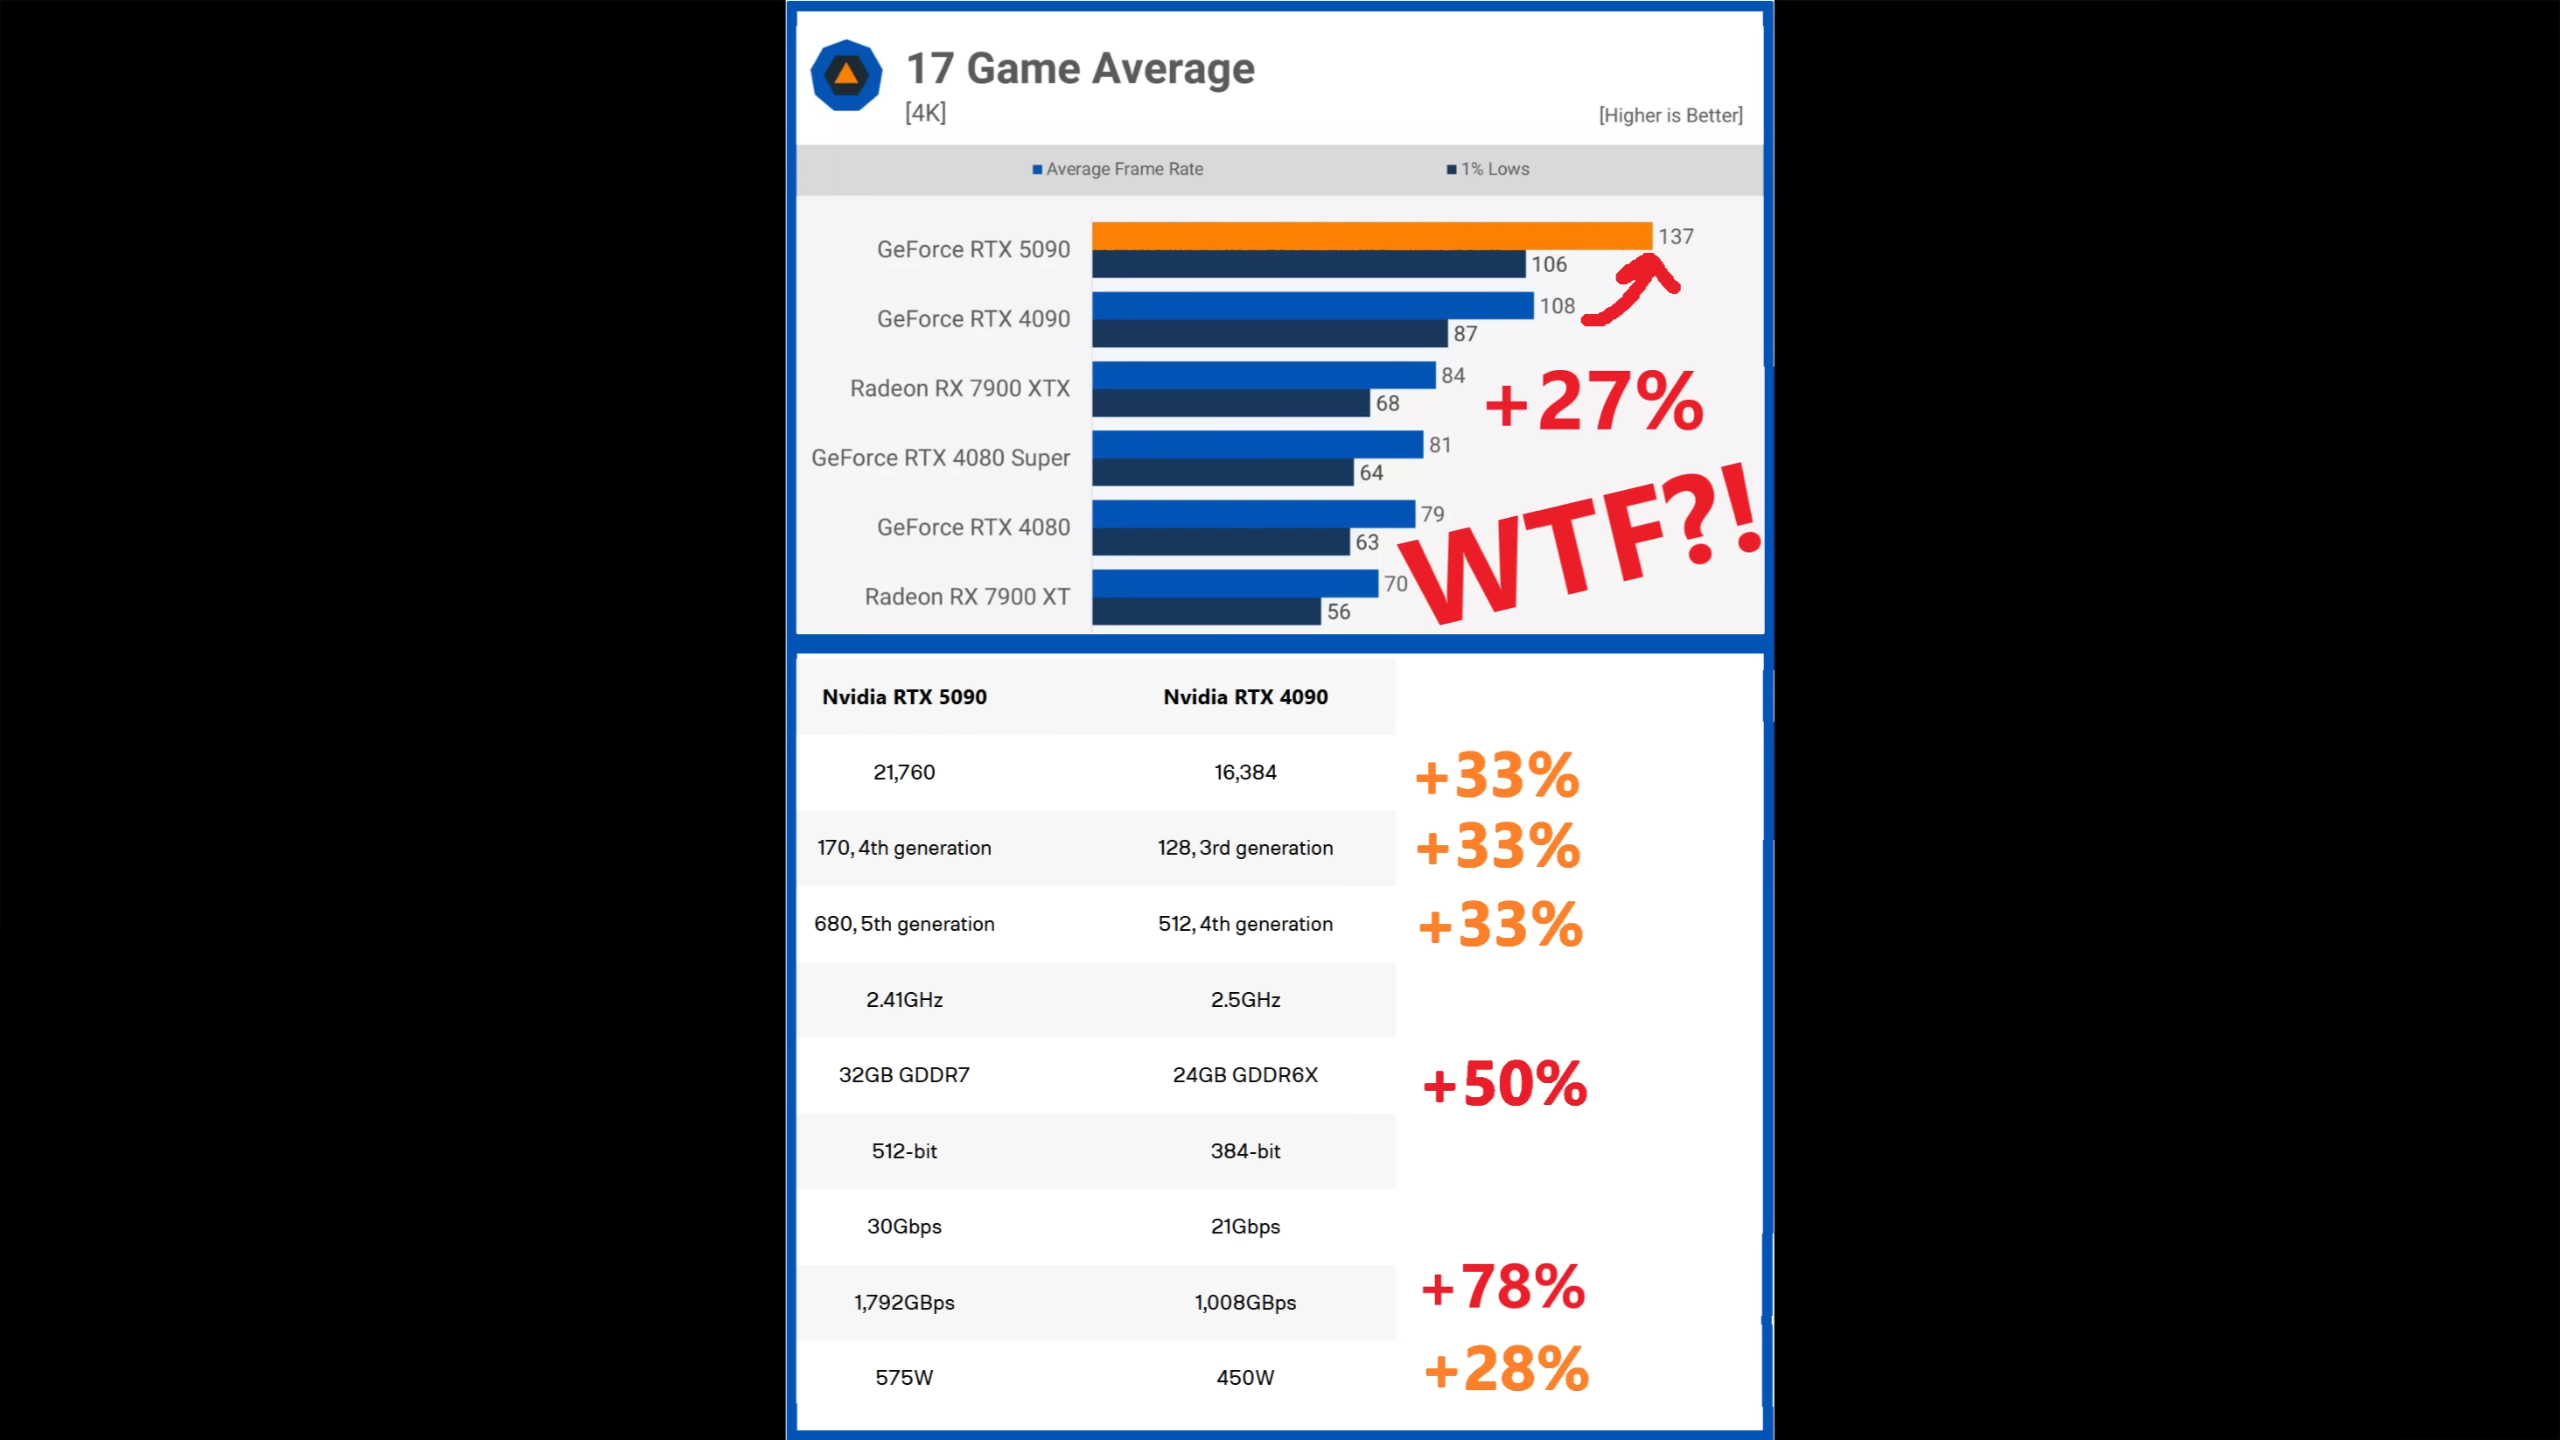 17 Game Average
[4K]
[Higher is Better]
Average Frame Rate 1% Lows
GeForce RTX 5090 137
106
GeForce RTX 4090 108
87
Radeon RX 7900 XTX 84
68
+27%
GeForce RTX 4080 Super 81
64
GeForce RTX 4080 79
63
WTF?!
Radeon RX 7900 XT 70
56
Nvidia RTX 5090 Nvidia RTX 4090
21,760 16,384 +33%
170, 4th generation 128, 3rd generation +33%
680, 5th generation 512, 4th generation +33%
2.41GHz 2.5GHz
32GB GDDR7 24GB GDDR6X +50%
512-bit 384-bit
30Gbps 21Gbps
1,792GBps 1,008GBps +78%
575W 450W +28%